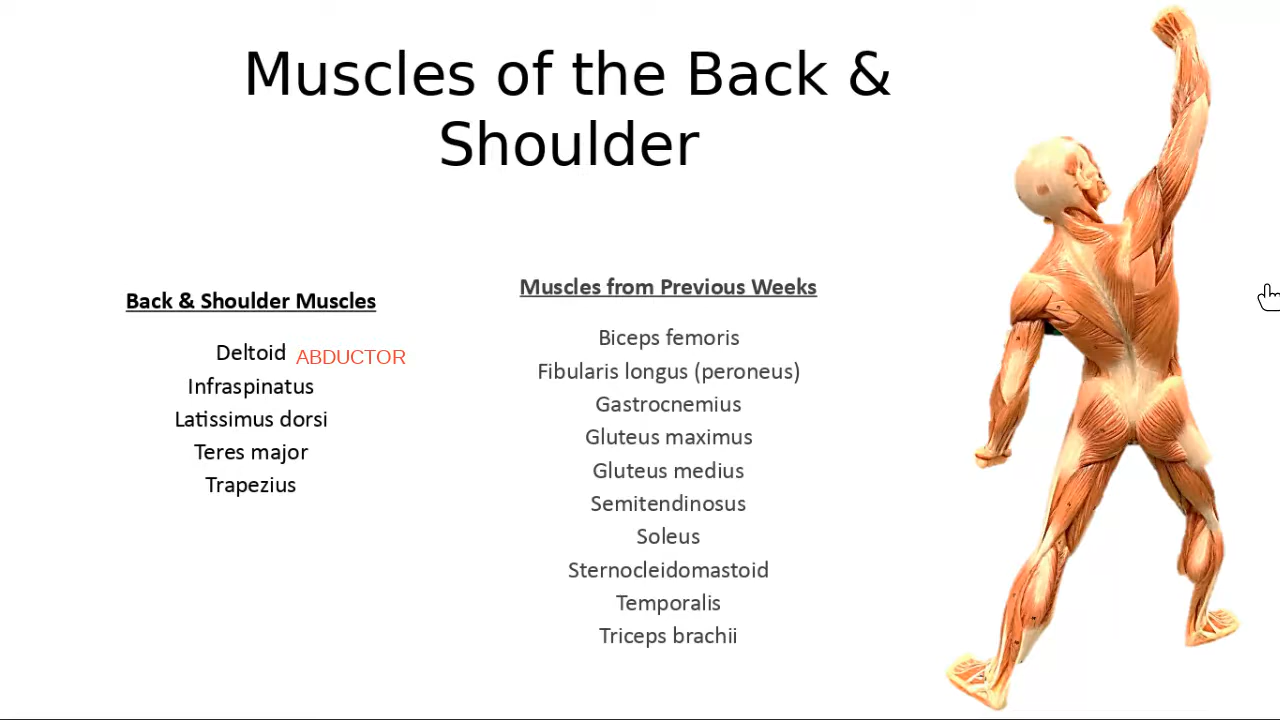 Muscles of the Back &
Shoulder
Back & Shoulder Muscles
Deltoid ABDUCTOR
Infraspinatus
Latissimus dorsi
Teres major
Trapezius
Muscles from Previous Weeks
Biceps femoris
Fibularis longus (peroneus)
Gastrocnemius
Gluteus maximus
Gluteus medius
Semitendinosus
Soleus
Sternocleidomastoid
Temporalis
Triceps brachii